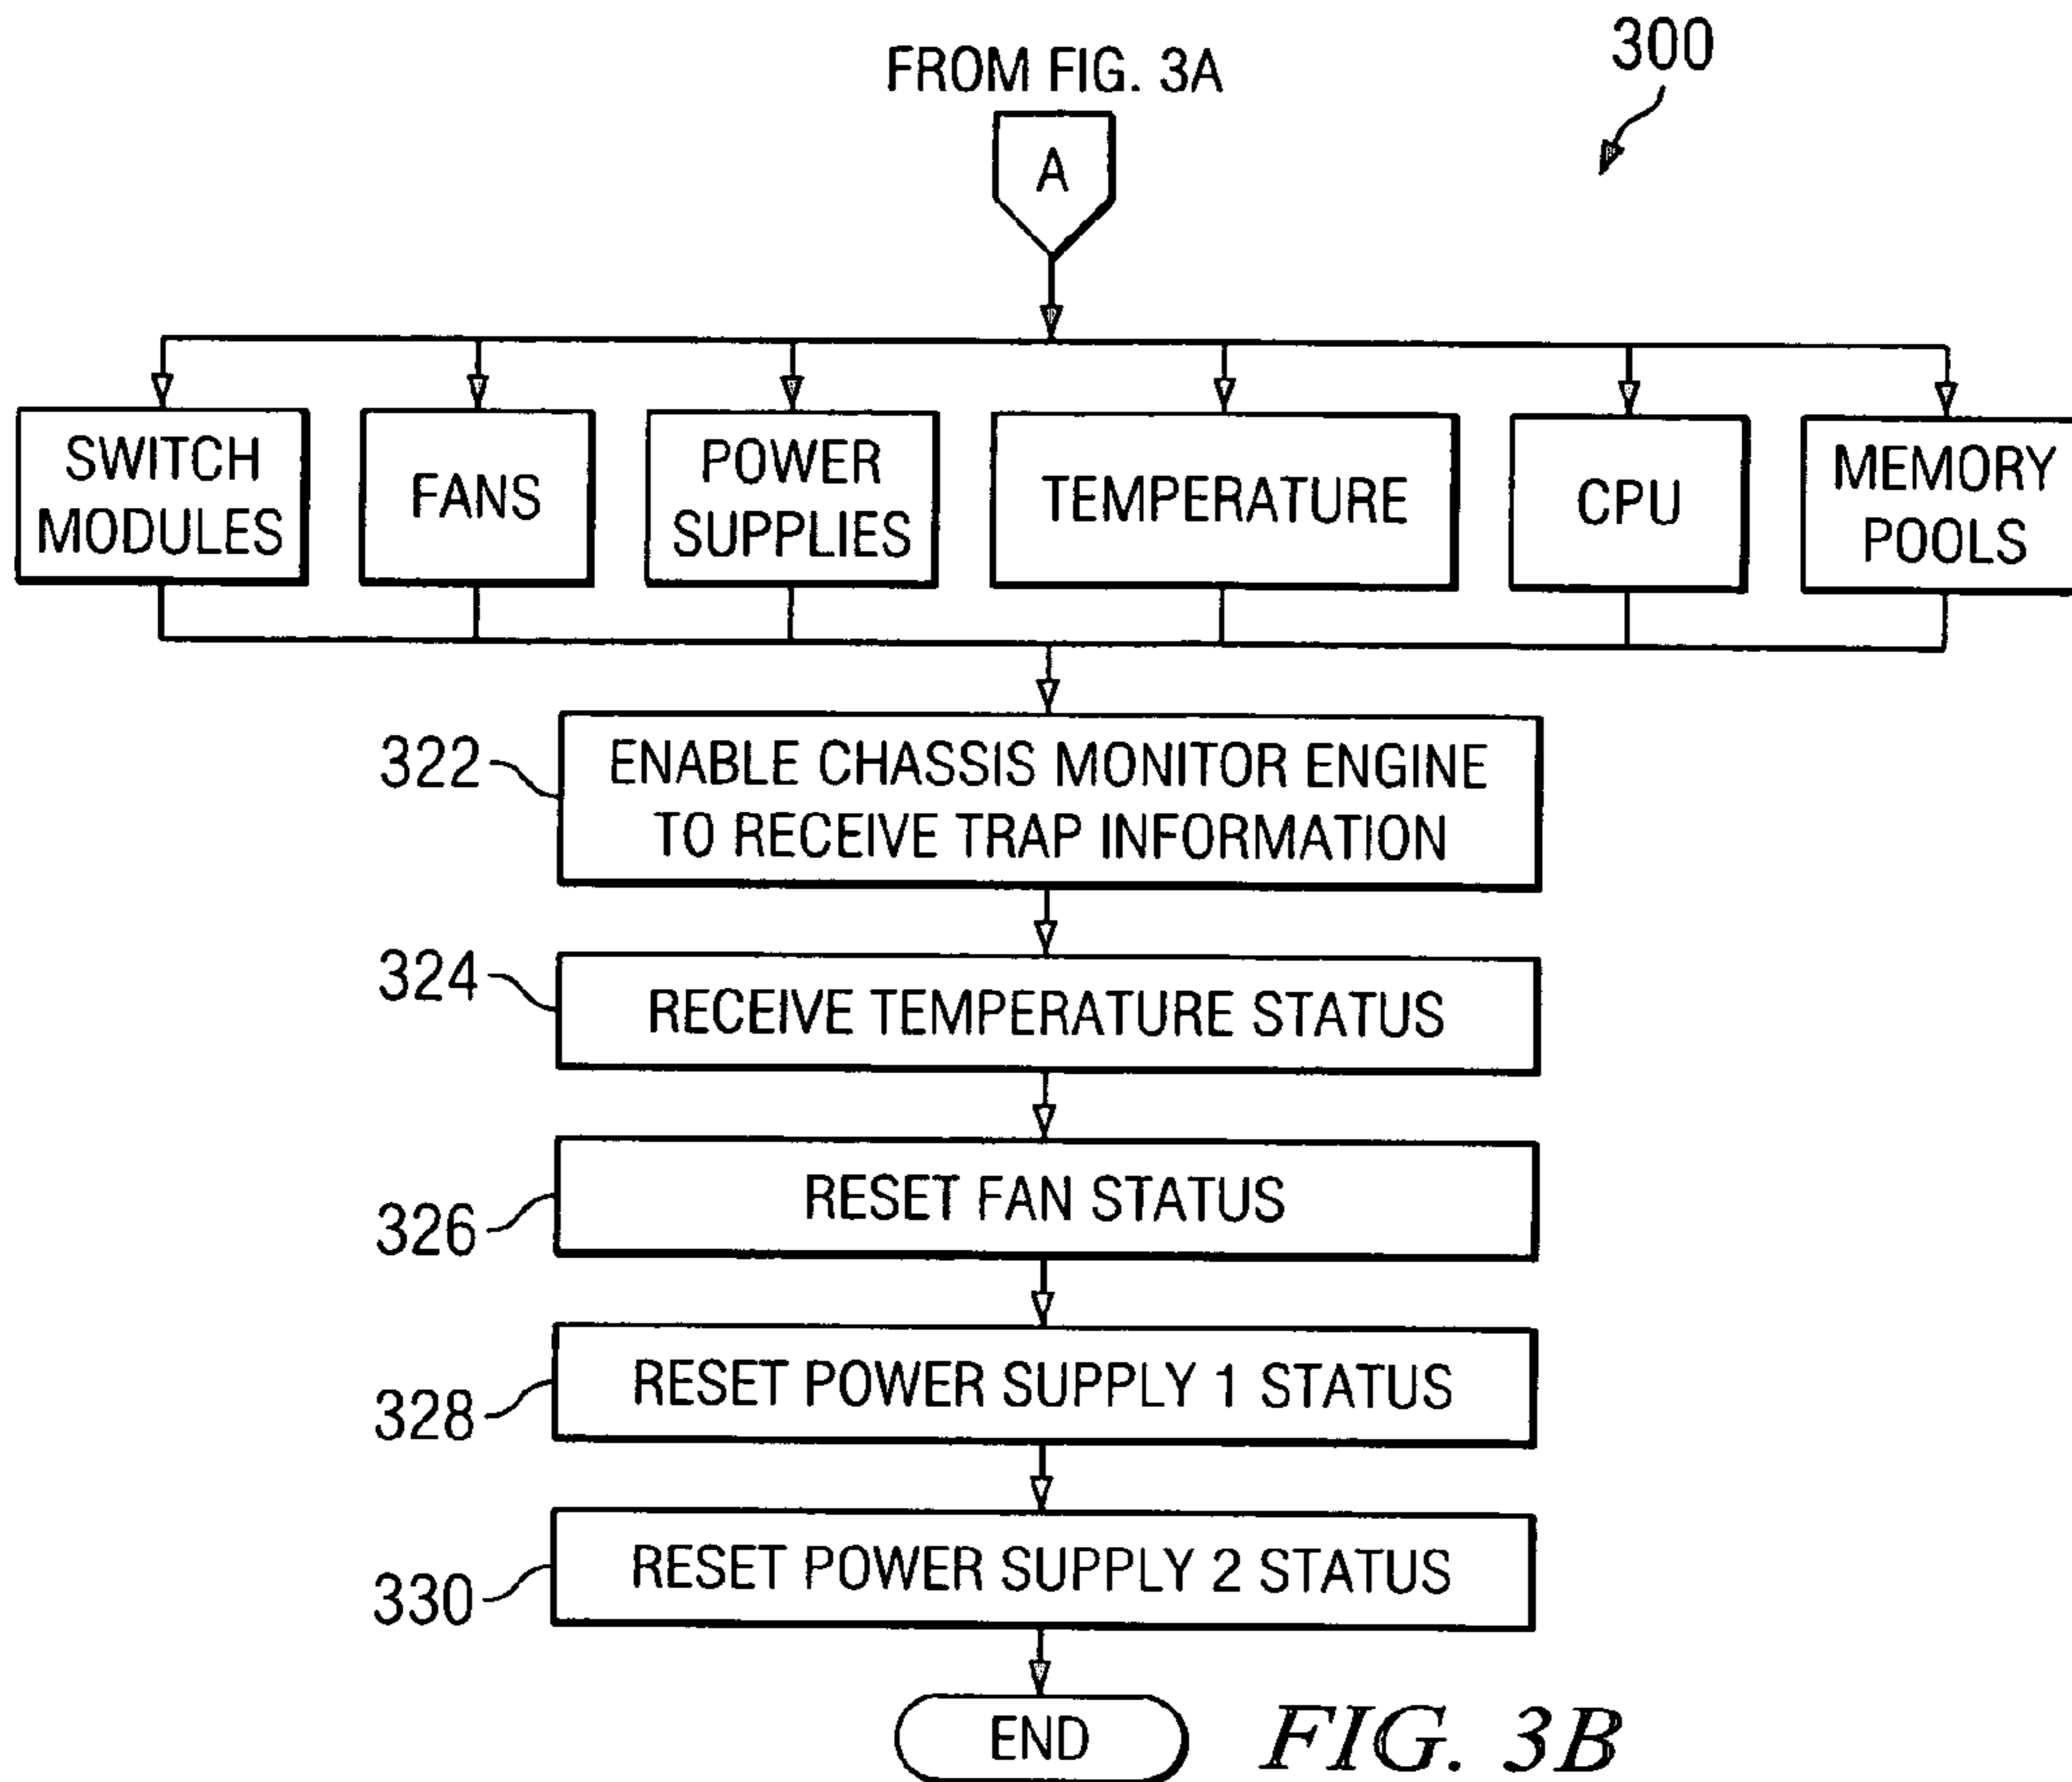 300
FROM FIG. 3A
A
SWITCH
MODULES
FANS
POWER
SUPPLIES
TEMPERATURE
CPU
MEMORY
POOLS
322
ENABLE CHASSIS MONITOR ENGINE
TO RECEIVE TRAP INFORMATION
324
RECEIVE TEMPERATURE STATUS
326
RESET FAN STATUS
328
RESET POWER SUPPLY 1 STATUS
330
RESET POWER SUPPLY 2 STATUS
END
FIG. 3B